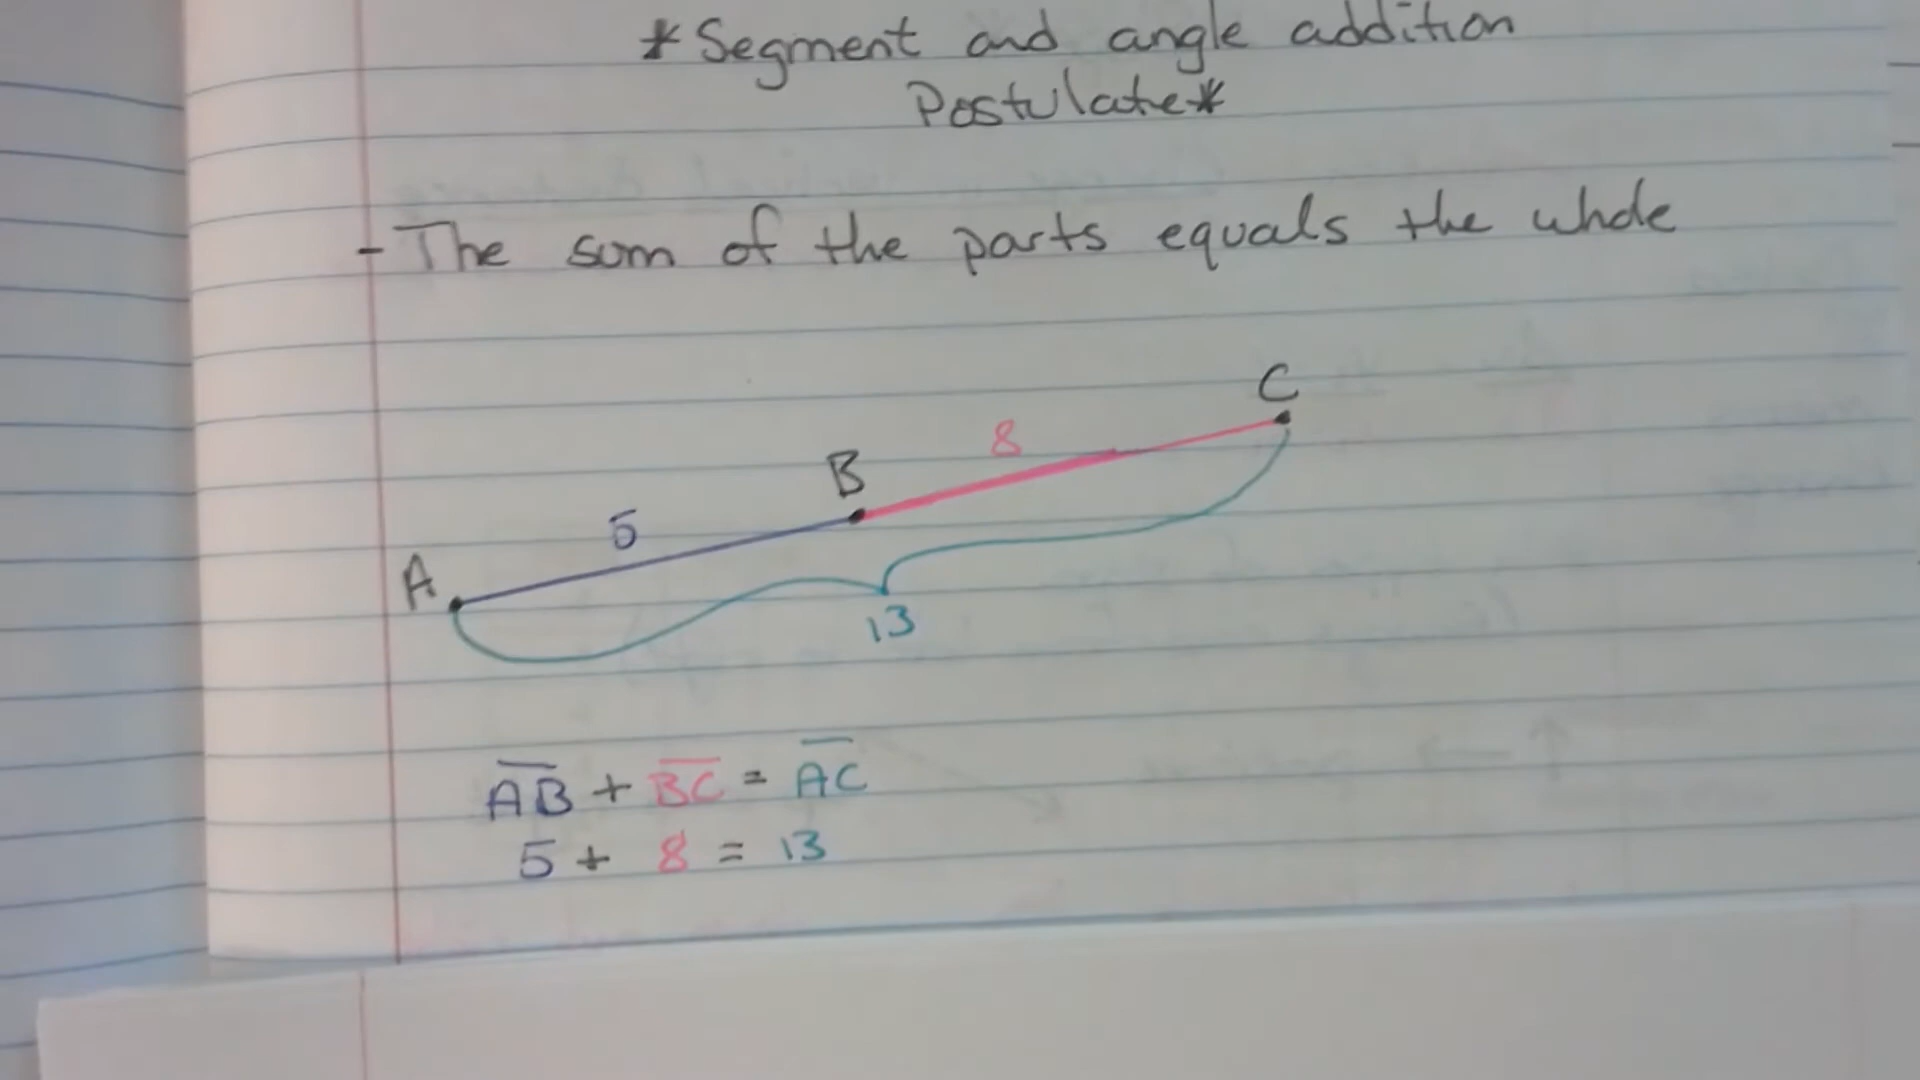 *Segment and angle addition
Postulate*
- The sum of the parts equals the whole
C
8
B
5
A
13
AB + BC = AC
5 + 8 = 13